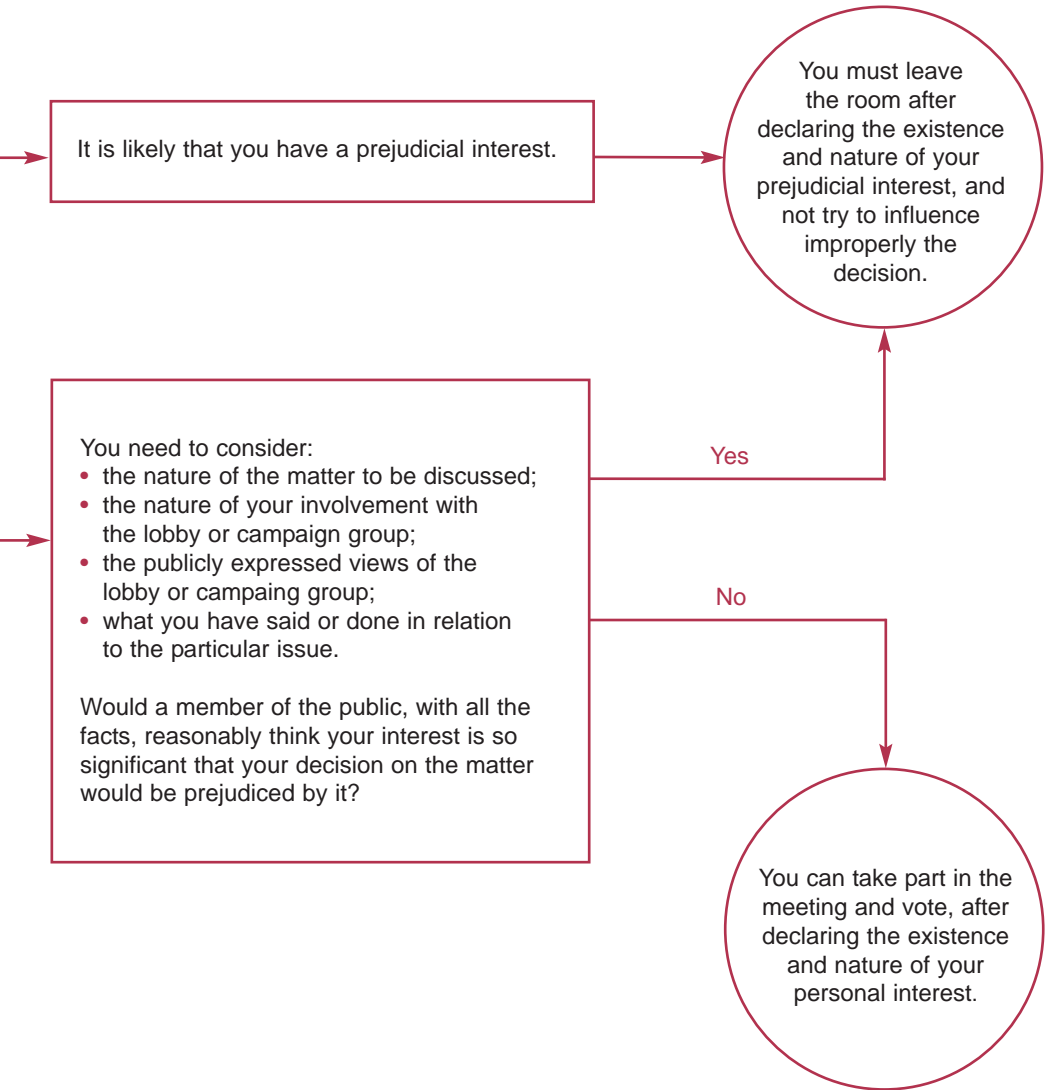 It is likely that you have a prejudicial interest.
You must leave
the room after
declaring the existence
and nature of your
prejudicial interest, and
not try to influence
improperly the
decision.
You need to consider:
• the nature of the matter to be discussed;
• the nature of your involvement with
the lobby or campaign group;
• the publicly expressed views of the
lobby or campaing group;
• what you have said or done in relation
to the particular issue.
Would a member of the public, with all the
facts, reasonably think your interest is so
significant that your decision on the matter
would be prejudiced by it?
Yes
No
You can take part in the
meeting and vote, after
declaring the existence
and nature of your
personal interest.